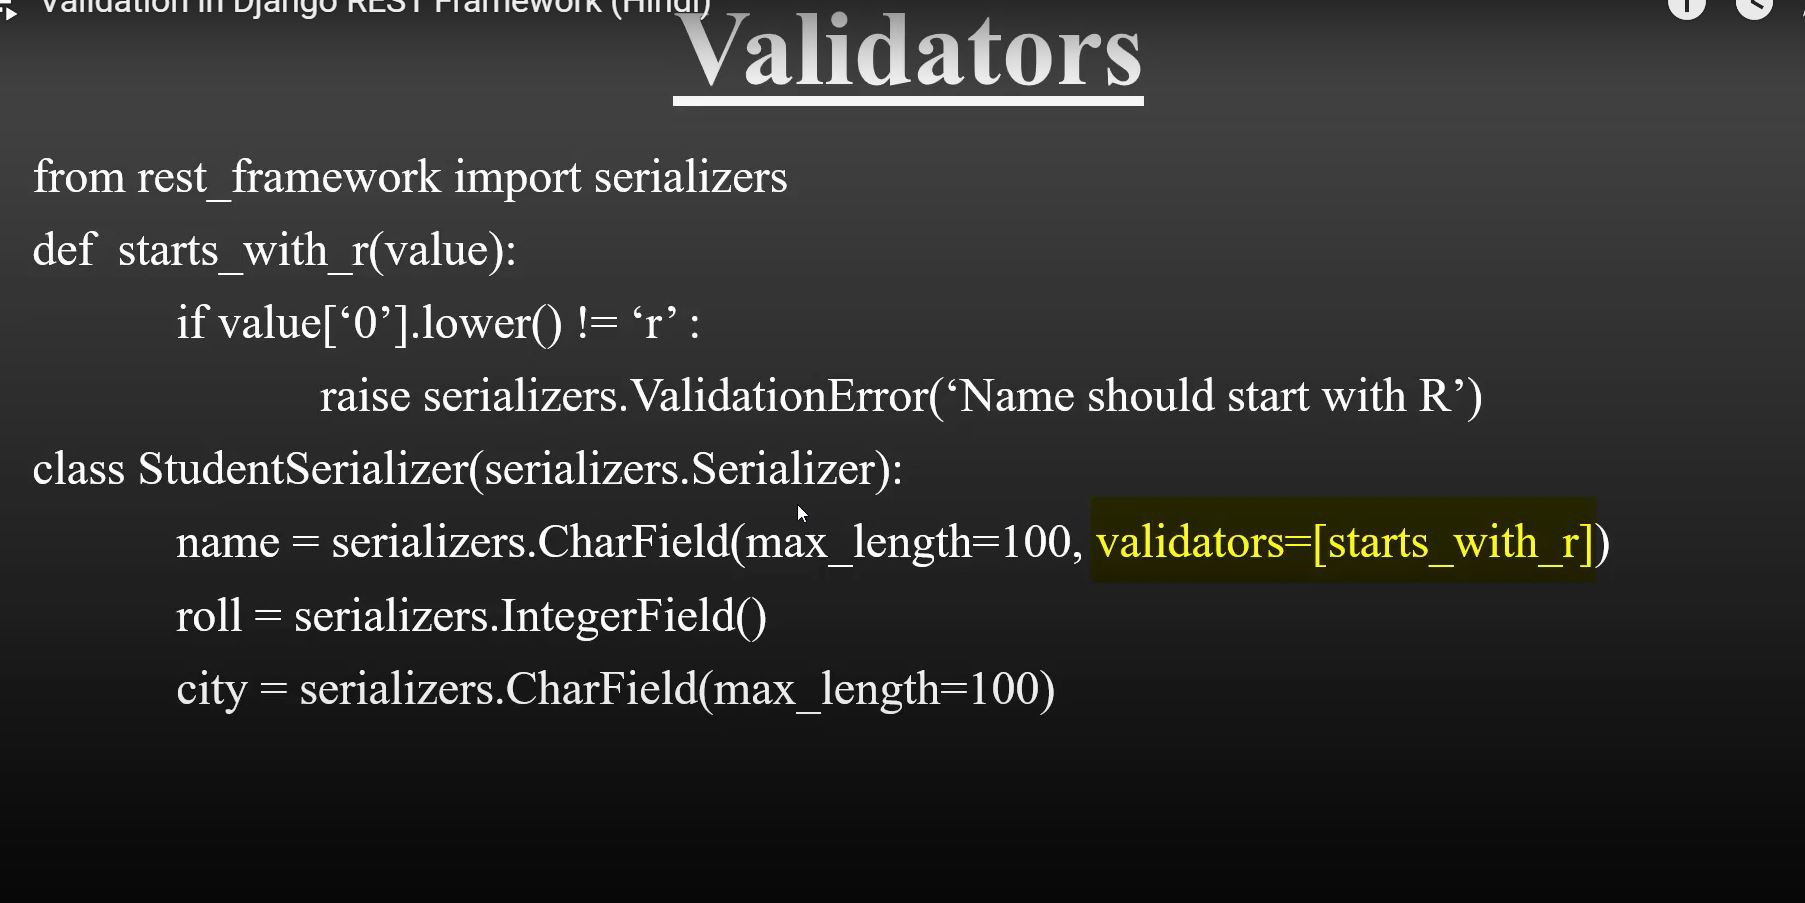 Validation in Django REST Framework (Hindi)
Validators
from rest_framework import serializers
def starts_with_r(value):
if value[‘0’].lower() != ‘r’ :
raise serializers.ValidationError(‘Name should start with R’)
class StudentSerializer(serializers.Serializer):
name = serializers.CharField(max_length=100, validators=[starts_with_r])
roll = serializers.IntegerField()
city = serializers.CharField(max_length=100)